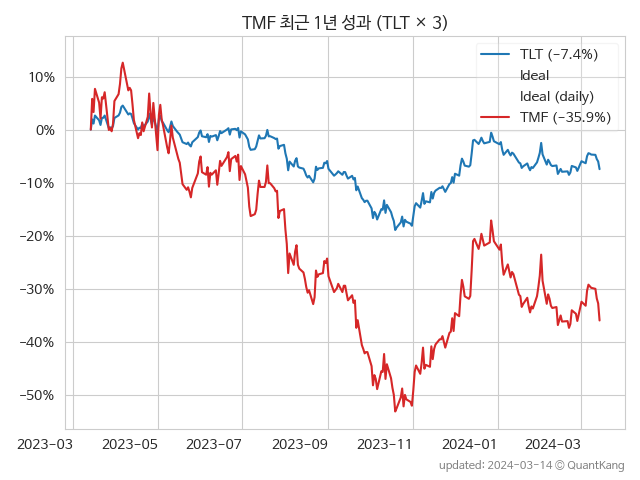 TMF 최근 1년 성과 (TLT × 3)
TLT (−7.4%)
Ideal
Ideal (daily)
TMF (−35.9%)
10%
0%
−10%
−20%
−30%
−40%
−50%
2023−03 2023−05 2023−07 2023−09 2023−11 2024−01 2024−03
updated: 2024−03−14 © QuantKang